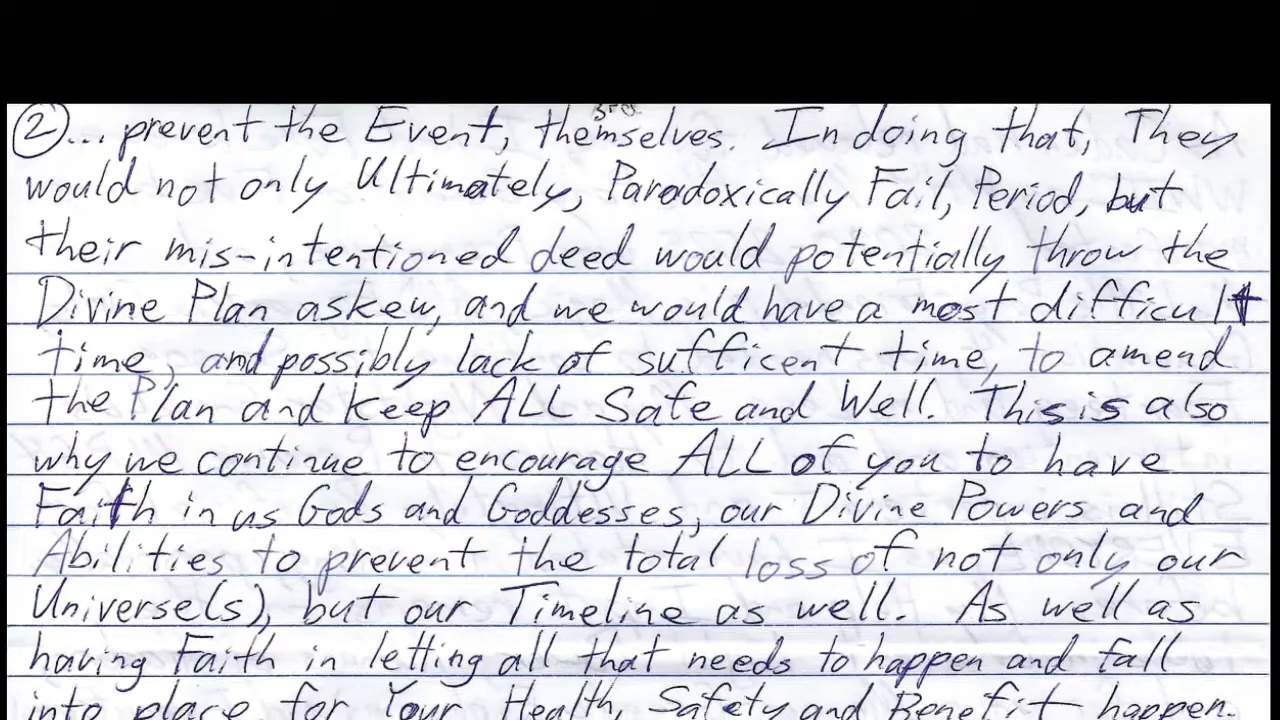 ② ... prevent the Event, themselves. In doing that, They
would not only Ultimately, Paradoxically Fail, Period, but
their mis-intentioned deed would potentially throw the
Divine Plan askew, and we would have a most difficult
time, and possibly lack of sufficent time, to amend
the Plan and keep ALL Safe and Well. This is also
why we continue to encourage ALL of you to have
Faith in us Gods and Goddesses, our Divine Powers and
Abilities to prevent the total loss of not only our
Universe(s), but our Timeline as well. As well as
having Faith in letting all that needs to happen and fall
into place for Your Health, Safety and Benefit happen.